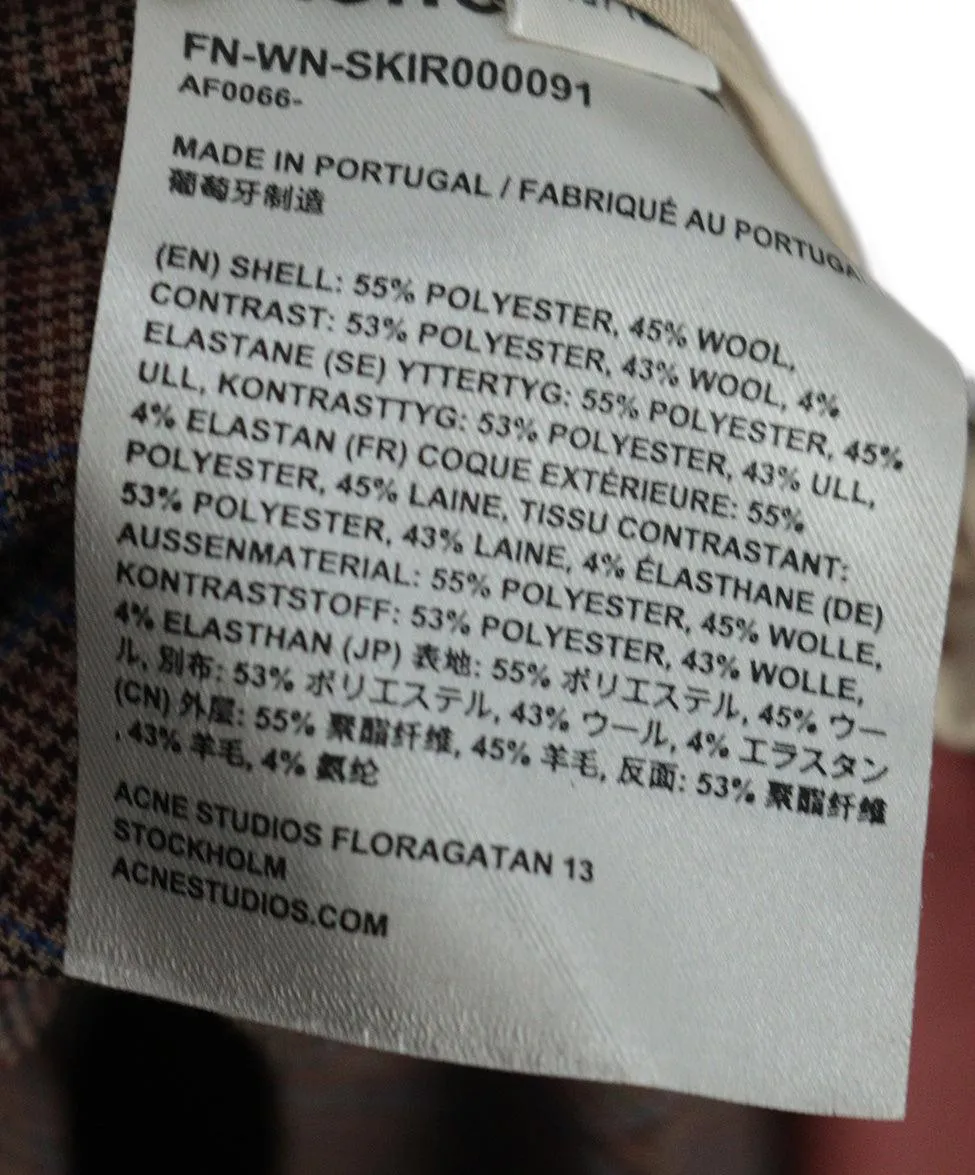 FN-WN-SKIR000091
AF0066-
MADE IN PORTUGAL / FABRIQUÉ AU PORTUGA
葡萄牙制造
(EN) SHELL: 55% POLYESTER, 45% WOOL,
CONTRAST: 53% POLYESTER, 43% WOOL, 4%
ELASTANE (SE) YTTERTYG: 55% POLYESTER, 45%
ULL, KONTRASTTYG: 53% POLYESTER, 43% ULL,
4% ELASTAN (FR) COQUE EXTÉRIEURE: 55%
POLYESTER, 45% LAINE, TISSU CONTRASTANT:
53% POLYESTER, 43% LAINE, 4% ÉLASTHANE (DE)
AUSSENMATERIAL: 55% POLYESTER, 45% WOLLE,
KONTRASTSTOFF: 53% POLYESTER, 43% WOLLE,
4% ELASTHAN (JP) 表地: 55% ポリエステル, 45% ウー
ル, 別布: 53% ポリエステル, 43% ウール, 4% エラスタン
(CN) 外层: 55% 聚酯纤维, 45% 羊毛, 反面: 53% 聚酯纤维
, 43% 羊毛, 4% 氨纶
ACNE STUDIOS FLORAGATAN 13
STOCKHOLM
ACNESTUDIOS.COM